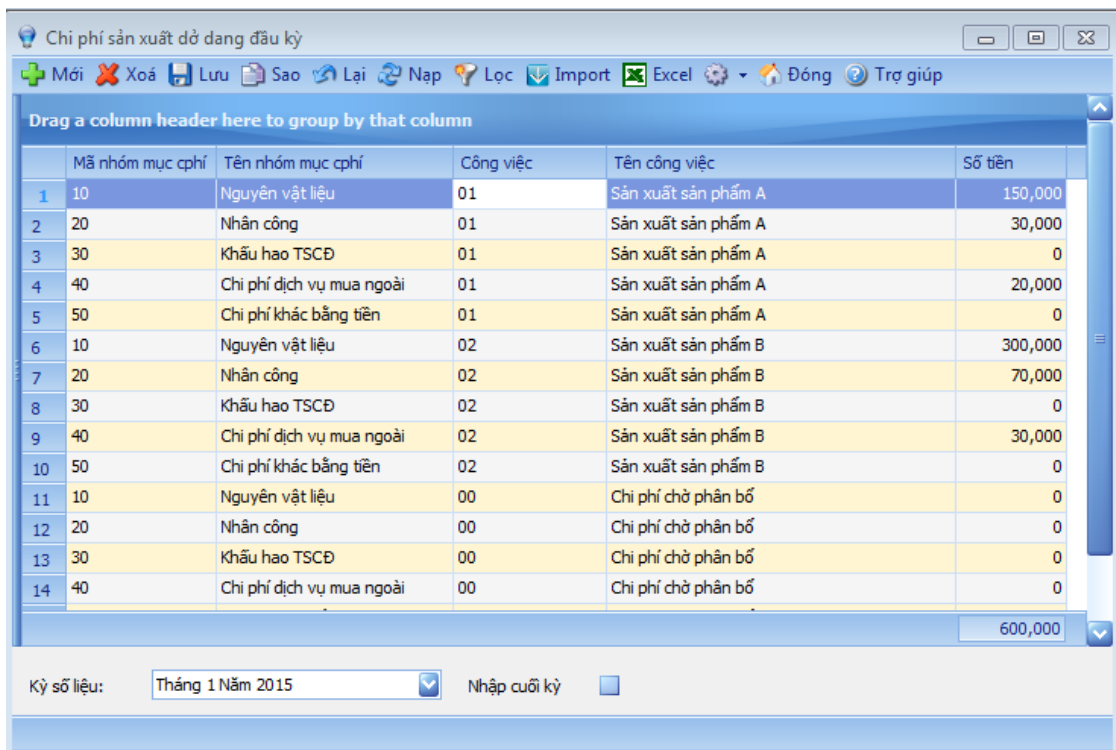 Chi phí sản xuất dở dang đầu kỳ
Mới Xoá Lưu Sao Lại Nạp Lọc Import Excel Đóng Trợ giúp
Drag a column header here to group by that column
Mã nhóm mục cphí Tên nhóm mục cphí Công việc Tên công việc Số tiền
1 10 Nguyên vật liệu 01 Sản xuất sản phẩm A 150,000
2 20 Nhân công 01 Sản xuất sản phẩm A 30,000
3 30 Khấu hao TSCĐ 01 Sản xuất sản phẩm A 0
4 40 Chi phí dịch vụ mua ngoài 01 Sản xuất sản phẩm A 20,000
5 50 Chi phí khác bằng tiền 01 Sản xuất sản phẩm A 0
6 10 Nguyên vật liệu 02 Sản xuất sản phẩm B 300,000
7 20 Nhân công 02 Sản xuất sản phẩm B 70,000
8 30 Khấu hao TSCĐ 02 Sản xuất sản phẩm B 0
9 40 Chi phí dịch vụ mua ngoài 02 Sản xuất sản phẩm B 30,000
10 50 Chi phí khác bằng tiền 02 Sản xuất sản phẩm B 0
11 10 Nguyên vật liệu 00 Chi phí chờ phân bổ 0
12 20 Nhân công 00 Chi phí chờ phân bổ 0
13 30 Khấu hao TSCĐ 00 Chi phí chờ phân bổ 0
14 40 Chi phí dịch vụ mua ngoài 00 Chi phí chờ phân bổ 0
600,000
Kỳ số liệu: Tháng 1 Năm 2015 Nhập cuối kỳ